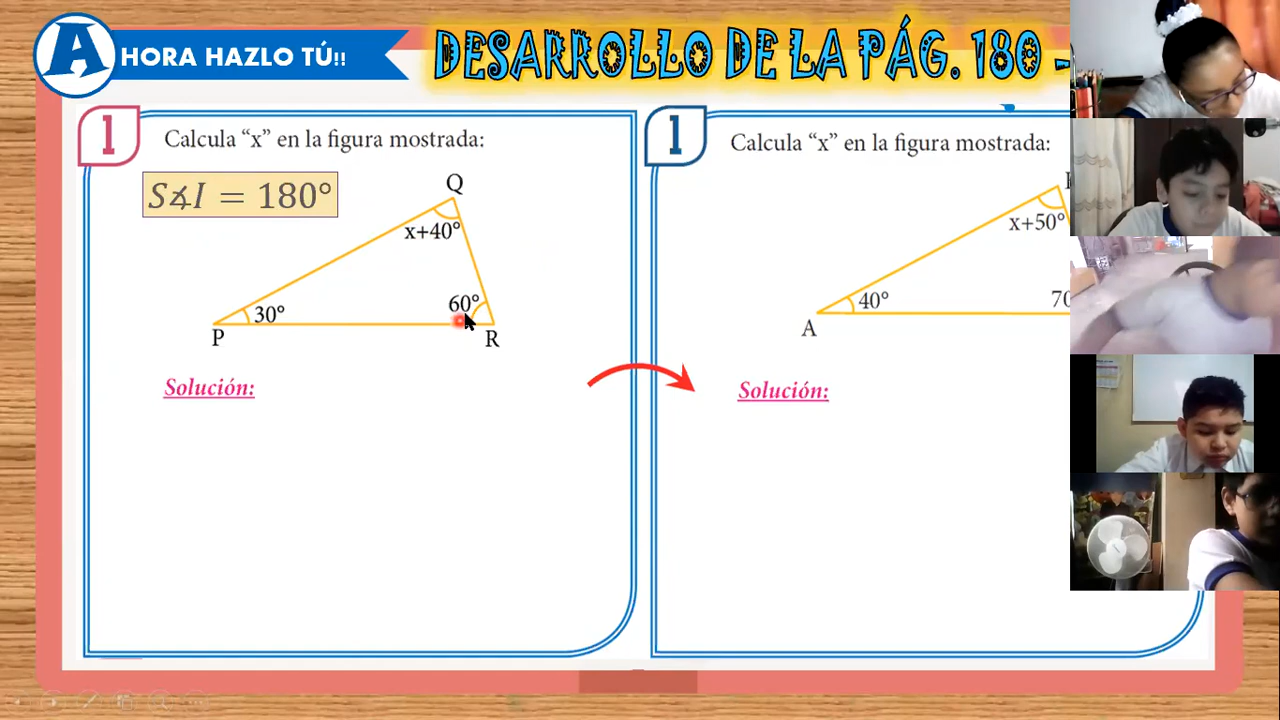 A HORA HAZLO TÚ!!
DESARROLLO DE LA PÁG. 180 -
1
Calcula “x” en la figura mostrada:
S∡I = 180°
Q
x+40°
30°
60°
P
R
Solución:
1
Calcula “x” en la figura mostrada:
x+50°
40°
70
A
Solución: